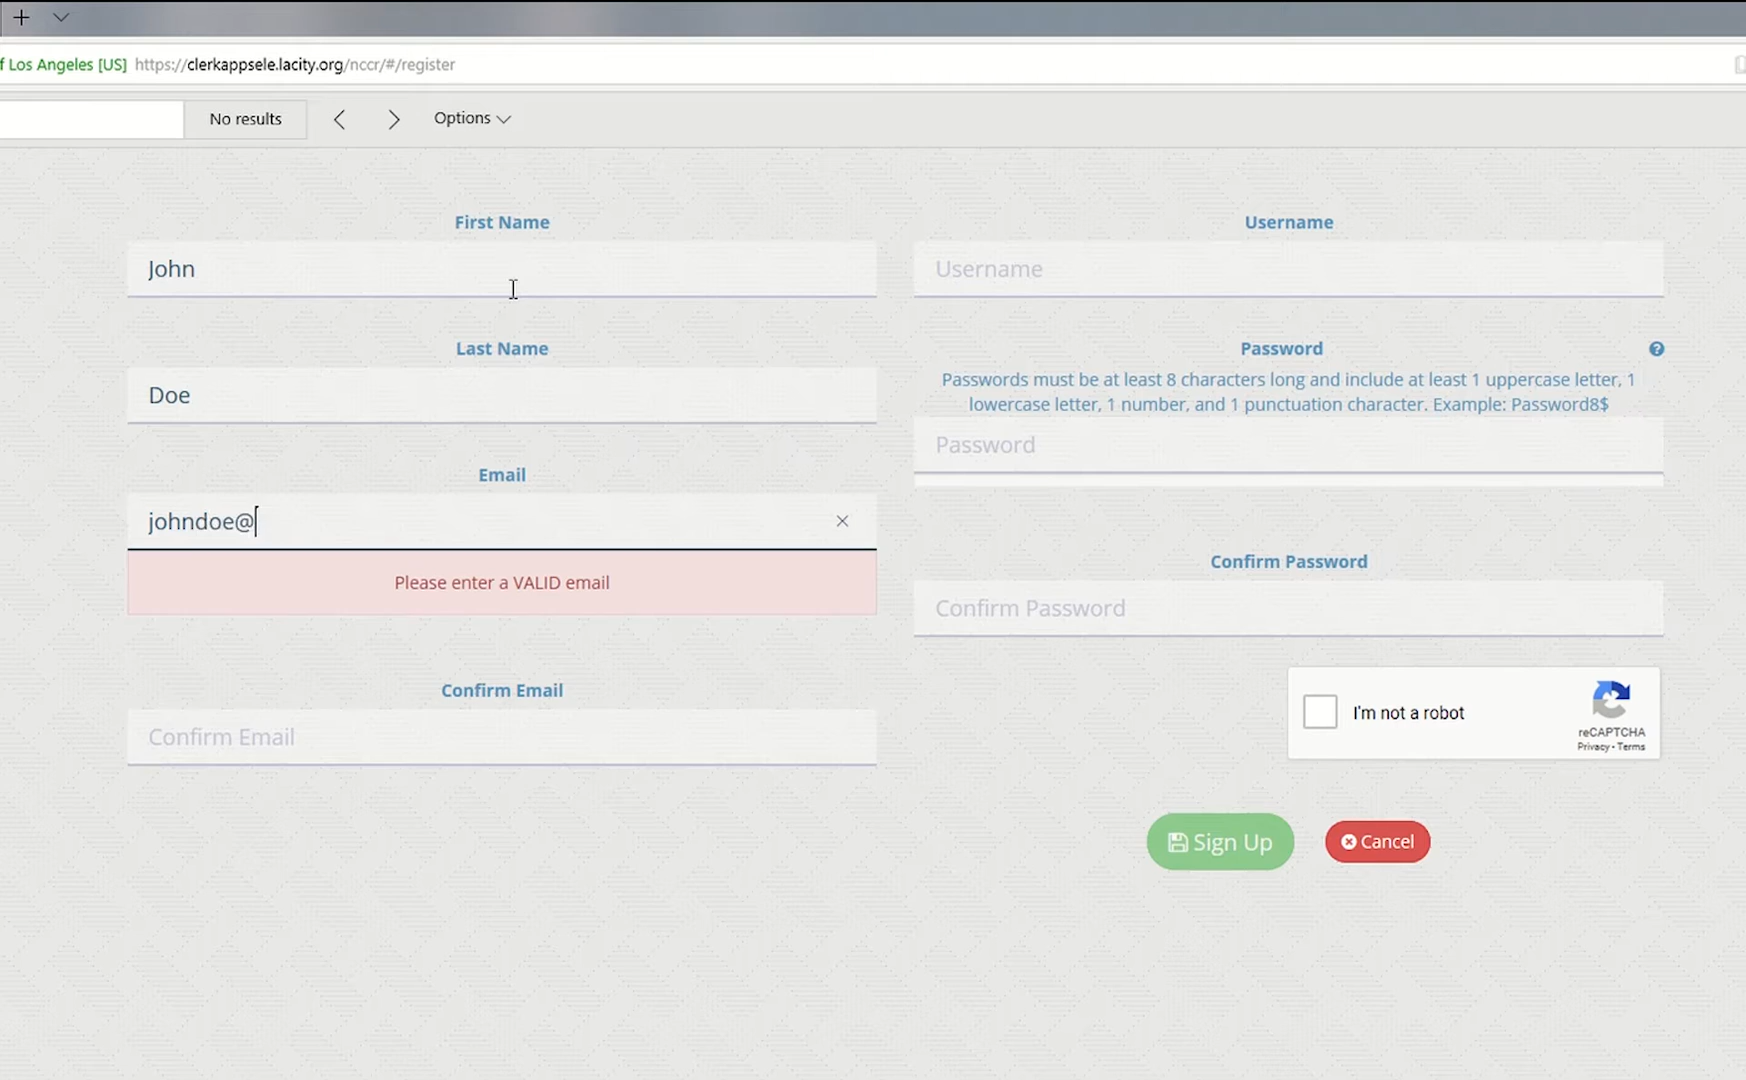 f Los Angeles [US] https://clerkappsele.lacity.org/nccr/#/register
No results
Options
First Name
John
Last Name
Doe
Email
johndoe@
Please enter a VALID email
Confirm Email
Confirm Email
Username
Username
Password
Passwords must be at least 8 characters long and include at least 1 uppercase letter, 1
lowercase letter, 1 number, and 1 punctuation character. Example: Password8$
Password
Confirm Password
Confirm Password
I'm not a robot
reCAPTCHA
Privacy • Terms
Sign Up
Cancel